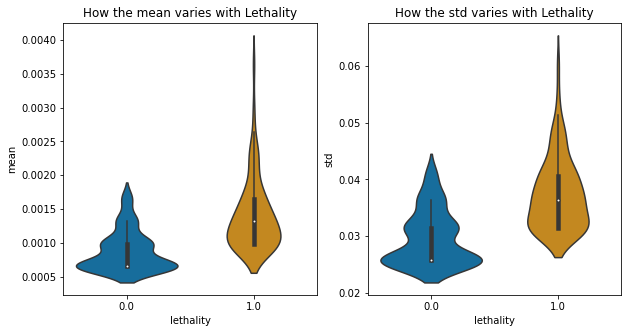 How the mean varies with Lethality
0.0040
0.0035
0.0030
0.0025
0.0020
0.0015
0.0010
0.0005
mean
0.0
1.0
lethality
How the std varies with Lethality
0.06
0.05
0.04
0.03
0.02
std
0.0
1.0
lethality